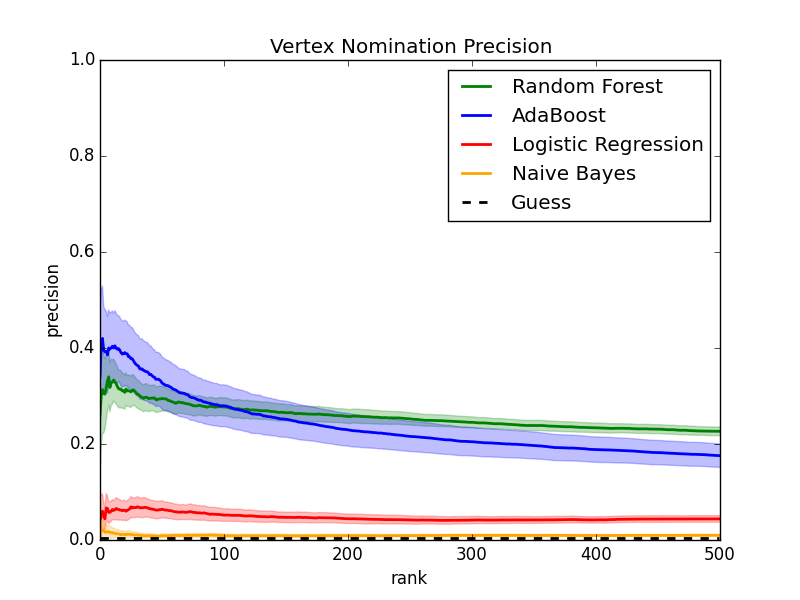 Vertex Nomination Precision
1.0
0.8
0.6
0.4
0.2
0.0
precision
Random Forest
AdaBoost
Logistic Regression
Naive Bayes
Guess
0 100 200 300 400 500
rank